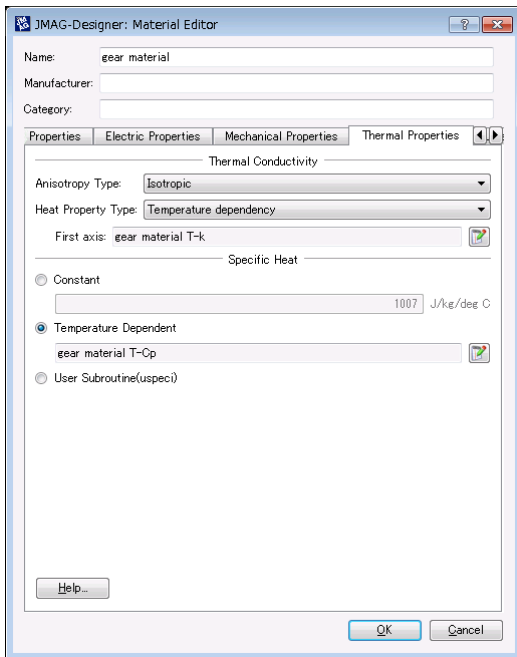 JMAG-Designer: Material Editor
Name: gear material
Manufacturer:
Category:
Properties Electric Properties Mechanical Properties Thermal Properties
Thermal Conductivity
Anisotropy Type: Isotropic
Heat Property Type: Temperature dependency
First axis: gear material T-k
Specific Heat
Constant
1007 J/kg/deg C
Temperature Dependent
gear material T-Cp
User Subroutine(uspeci)
Help...
OK Cancel